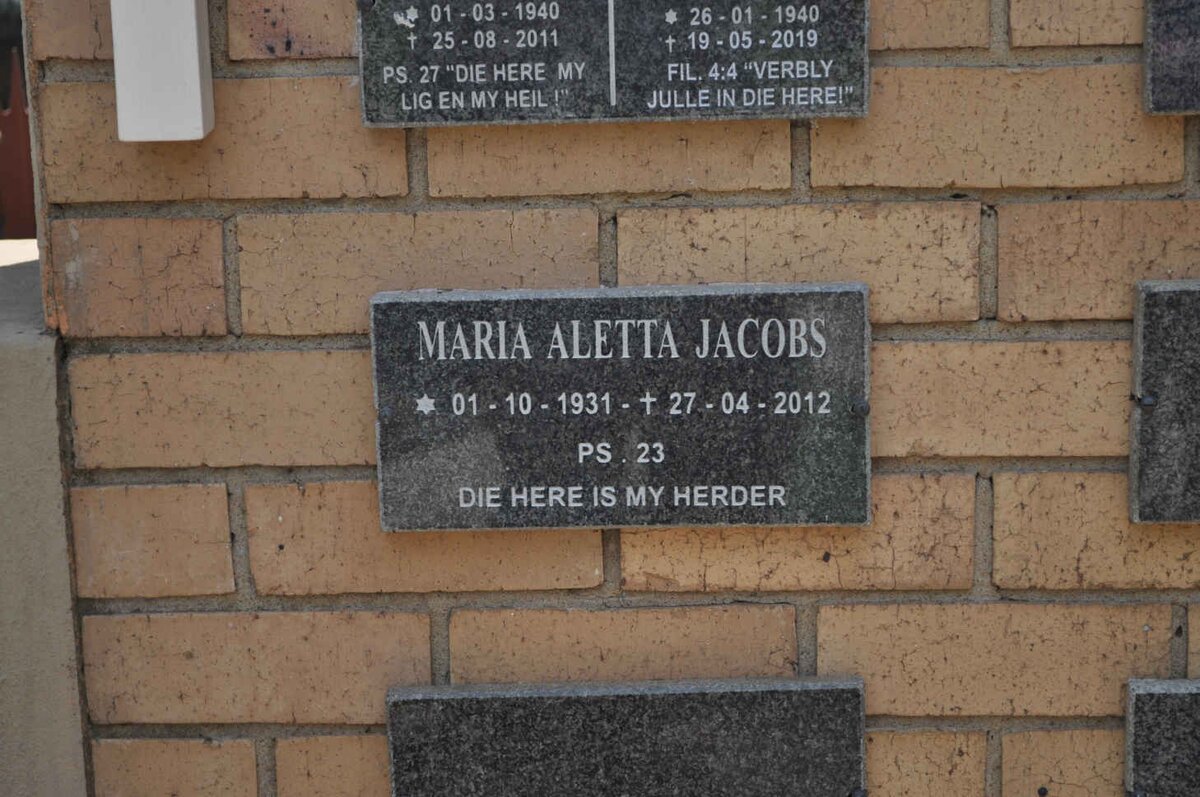 01 - 03 - 1940
✝ 25 - 08 - 2011
PS. 27 "DIE HERE MY
LIG EN MY HEIL !"
✡ 26 - 01 - 1940
✝ 19 - 05 - 2019
FIL. 4:4 "VERBLY
JULLE IN DIE HERE!"
MARIA ALETTA JACOBS
✡ 01 - 10 - 1931 - ✝ 27 - 04 - 2012
PS . 23
DIE HERE IS MY HERDER